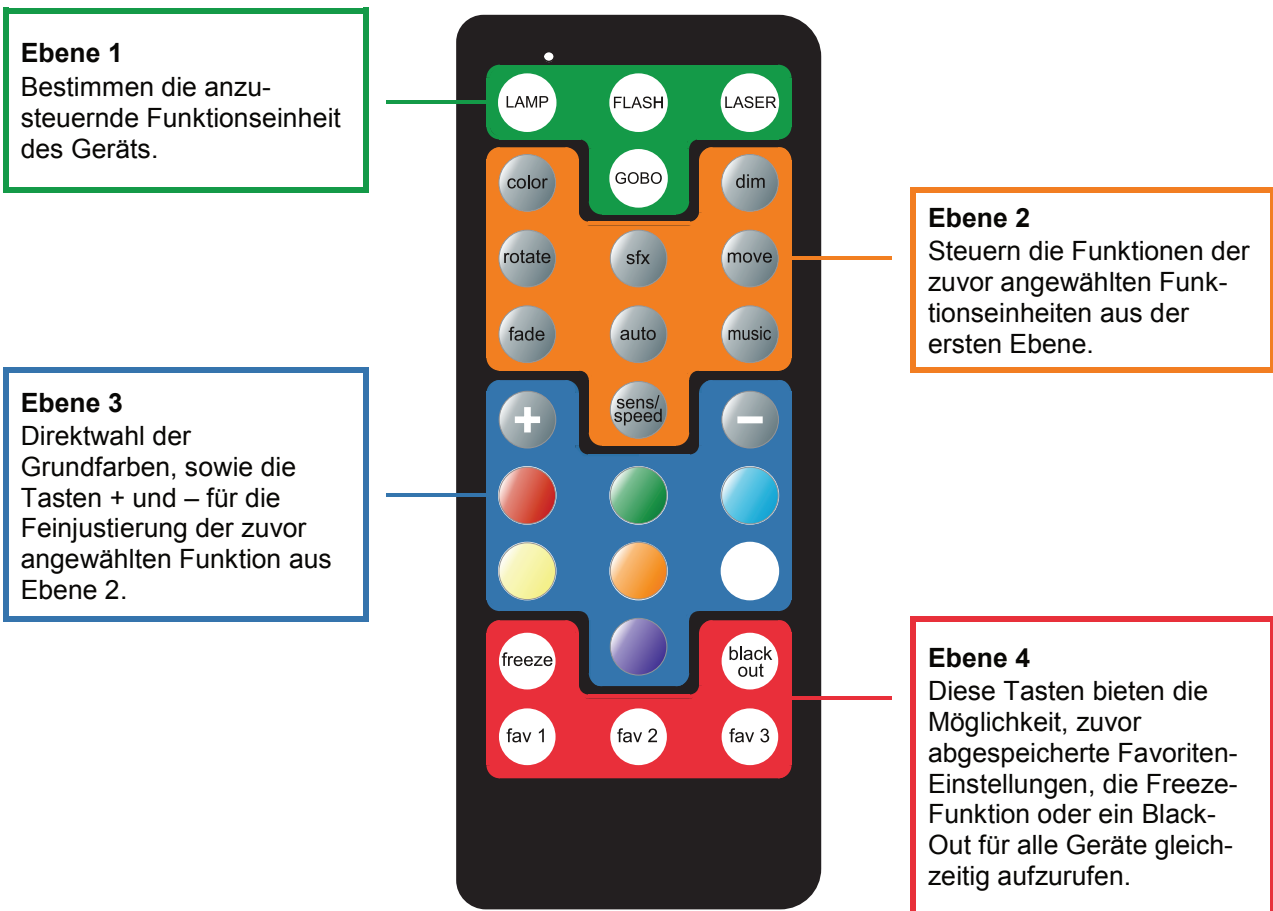 Ebene 1
Bestimmen die anzu-
steuernde Funktionseinheit
des Geräts.
LAMP FLASH LASER
GOBO
color dim
rotate sfx move
fade auto music
sens/
speed
Ebene 2
Steuern die Funktionen der
zuvor angewählten Funk-
tionseinheiten aus der
ersten Ebene.
Ebene 3
Direktwahl der
Grundfarben, sowie die
Tasten + und – für die
Feinjustierung der zuvor
angewählten Funktion aus
Ebene 2.
+ –
freeze black
out
fav 1 fav 2 fav 3
Ebene 4
Diese Tasten bieten die
Möglichkeit, zuvor
abgespeicherte Favoriten-
Einstellungen, die Freeze-
Funktion oder ein Black-
Out für alle Geräte gleich-
zeitig aufzurufen.